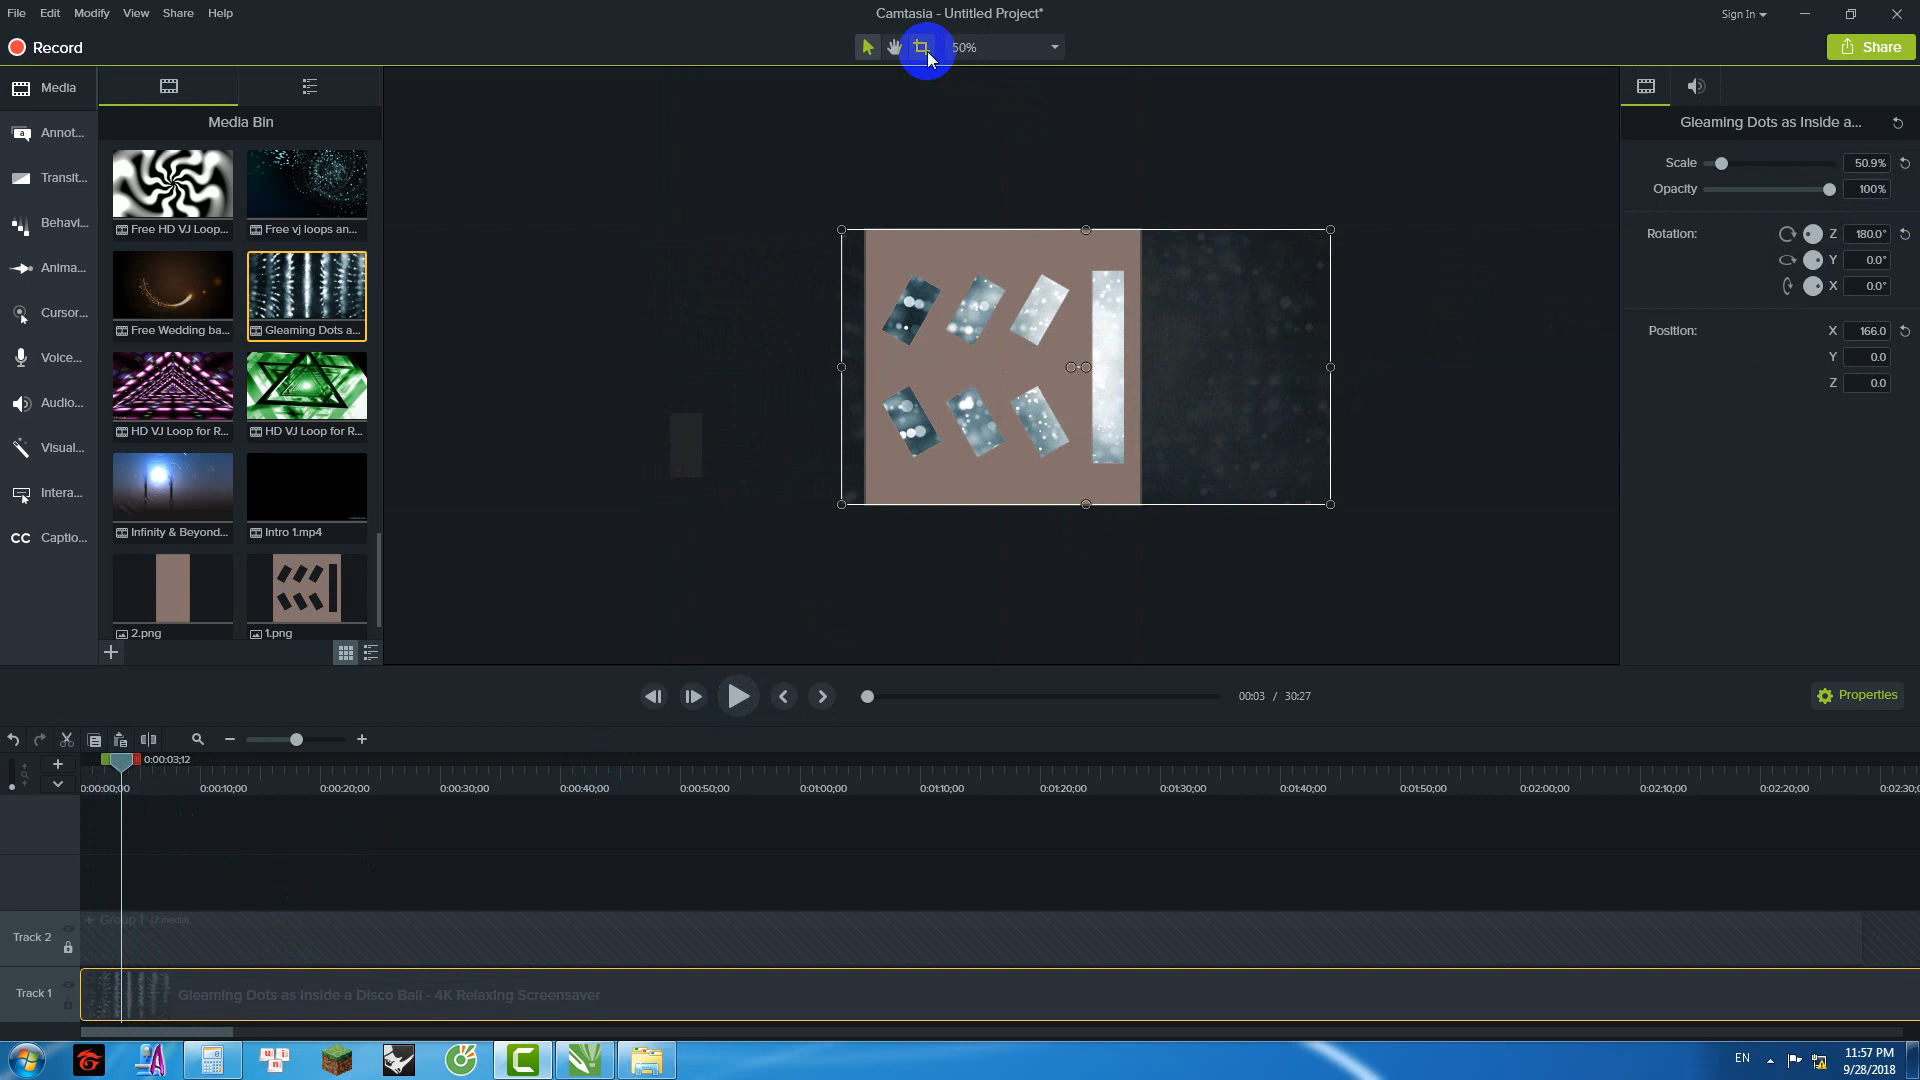 File Edit Modify View Share Help
Camtasia - Untitled Project*
Sign In
Record
50%
Share
Media
Annot...
Transit...
Behavi...
Anima...
Cursor...
Voice...
Audio...
Visual...
Intera...
CC Captio...
Media Bin
Free HD VJ Loop...
Free vj loops an...
Free Wedding ba...
Gleaming Dots a...
HD VJ Loop for R...
HD VJ Loop for R...
Infinity & Beyond...
Intro 1.mp4
2.png
1.png
Gleaming Dots as Inside a...
Scale 50.9%
Opacity 100%
Rotation: Z 180.0°
Y 0.0°
X 0.0°
Position: X 166.0
Y 0.0
Z 0.0
00:03 / 30:27
Properties
0:00:03;12
0:00:00;00 0:00:10;00 0:00:20;00 0:00:30;00 0:00:40;00 0:00:50;00 0:01:00;00 0:01:10;00 0:01:20;00 0:01:30;00 0:01:40;00 0:01:50;00 0:02:00;00 0:02:10;00 0:02:20;00 0:02:30;
Track 2
Group 1 (2 media)
Track 1
Gleaming Dots as Inside a Disco Ball - 4K Relaxing Screensaver
EN
11:57 PM
9/28/2018